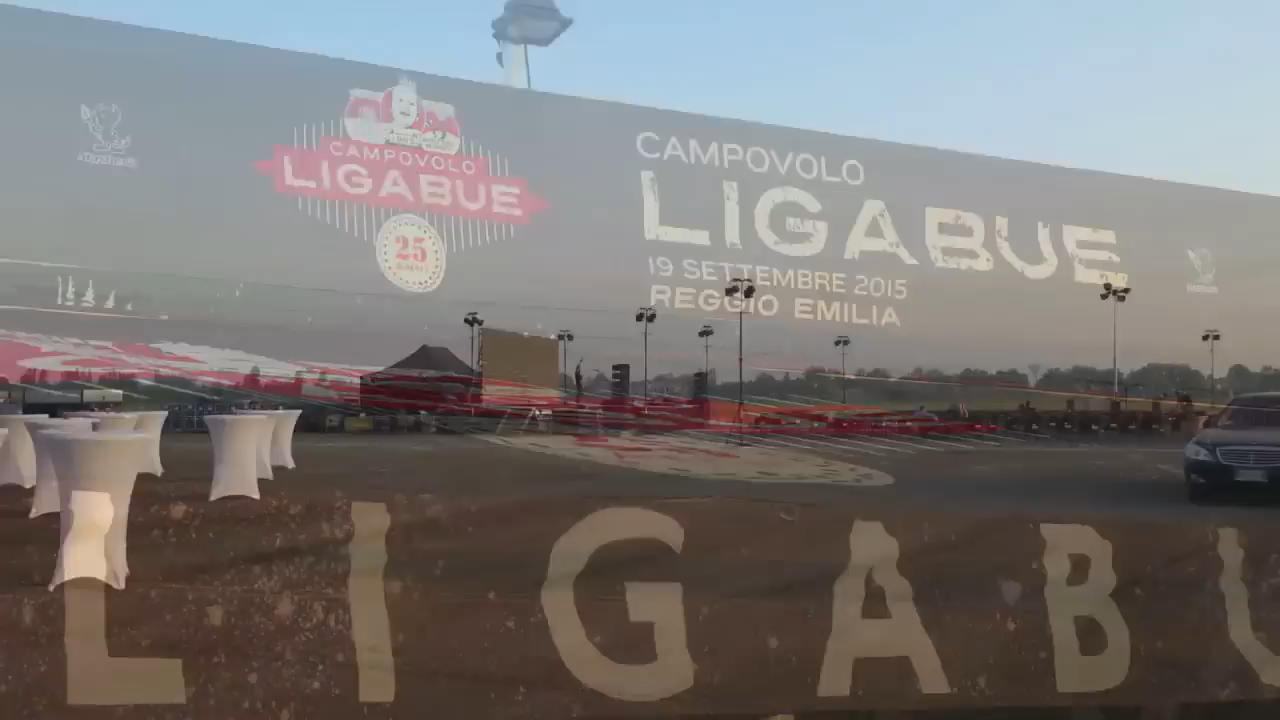 CAMPOVOLO
LIGABUE
25
CAMPOVOLO
LIGABUE
19 SETTEMBRE 2015
REGGIO EMILIA
LIGABU